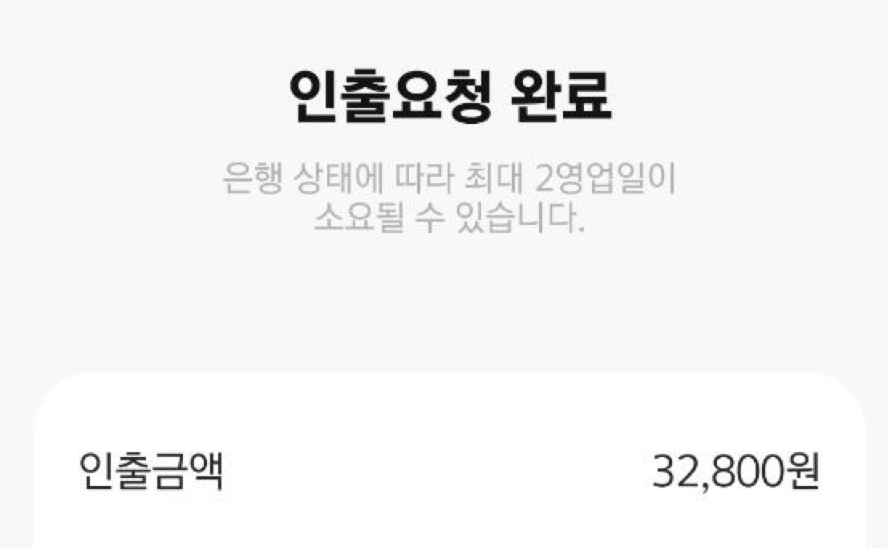 인출요청 완료
은행 상태에 따라 최대 2영업일이
소요될 수 있습니다.
인출금액 32,800원